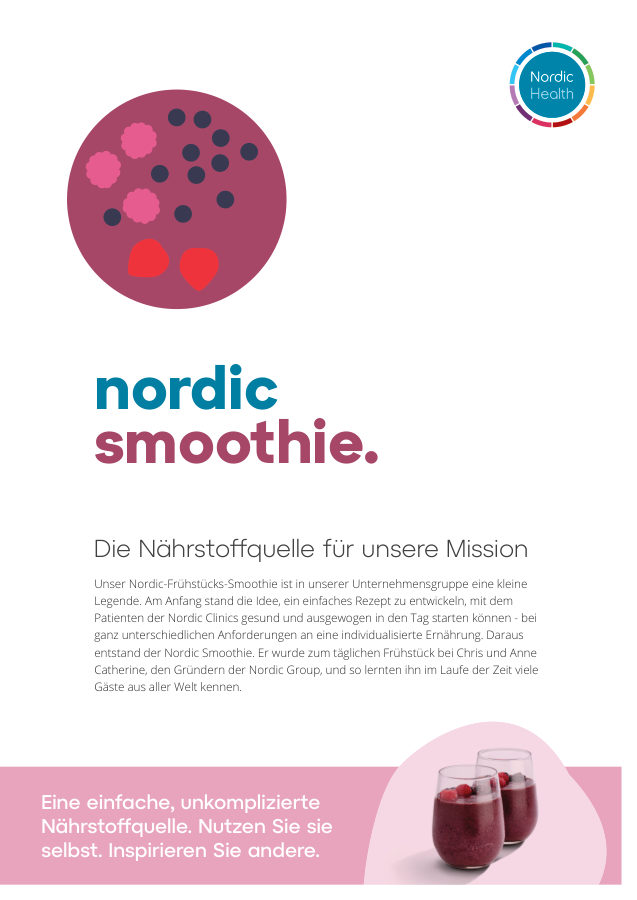 Nordic
Health
nordic
smoothie.
Die Nährstoffquelle für unsere Mission
Unser Nordic-Frühstücks-Smoothie ist in unserer Unternehmensgruppe eine kleine
Legende. Am Anfang stand die Idee, ein einfaches Rezept zu entwickeln, mit dem
Patienten der Nordic Clinics gesund und ausgewogen in den Tag starten können - bei
ganz unterschiedlichen Anforderungen an eine individualisierte Ernährung. Daraus
entstand der Nordic Smoothie. Er wurde zum täglichen Frühstück bei Chris und Anne
Catherine, den Gründern der Nordic Group, und so lernten ihn im Laufe der Zeit viele
Gäste aus aller Welt kennen.
Eine einfache, unkomplizierte
Nährstoffquelle. Nutzen Sie sie
selbst. Inspirieren Sie andere.